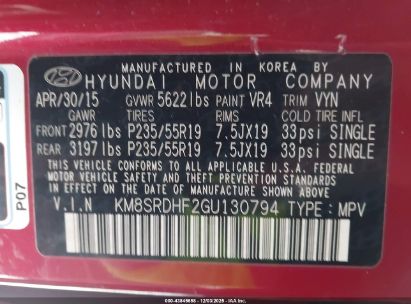 MANUFACTURED IN KOREA BY
HYUNDAI MOTOR COMPANY
APR/30/15 GVWR 5622lbs PAINT VR4 TRIM VYN
GAWR TIRES RIMS COLD TIRE INFL
FRONT 2976 lbs P235/55R19 7.5JX19 33psi SINGLE
REAR 3197 lbs P235/55R19 7.5JX19 33psi SINGLE
THIS VEHICLE CONFORMS TO ALL APPLICABLE
U.S.A. FEDERAL MOTOR VEHICLE SAFETY STANDARDS
IN EFFECT ON THE DATE OF MANUFACTURE SHOWN ABOVE
V.I.N KM8SRDHF2GU130794 TYPE : MPV
P07